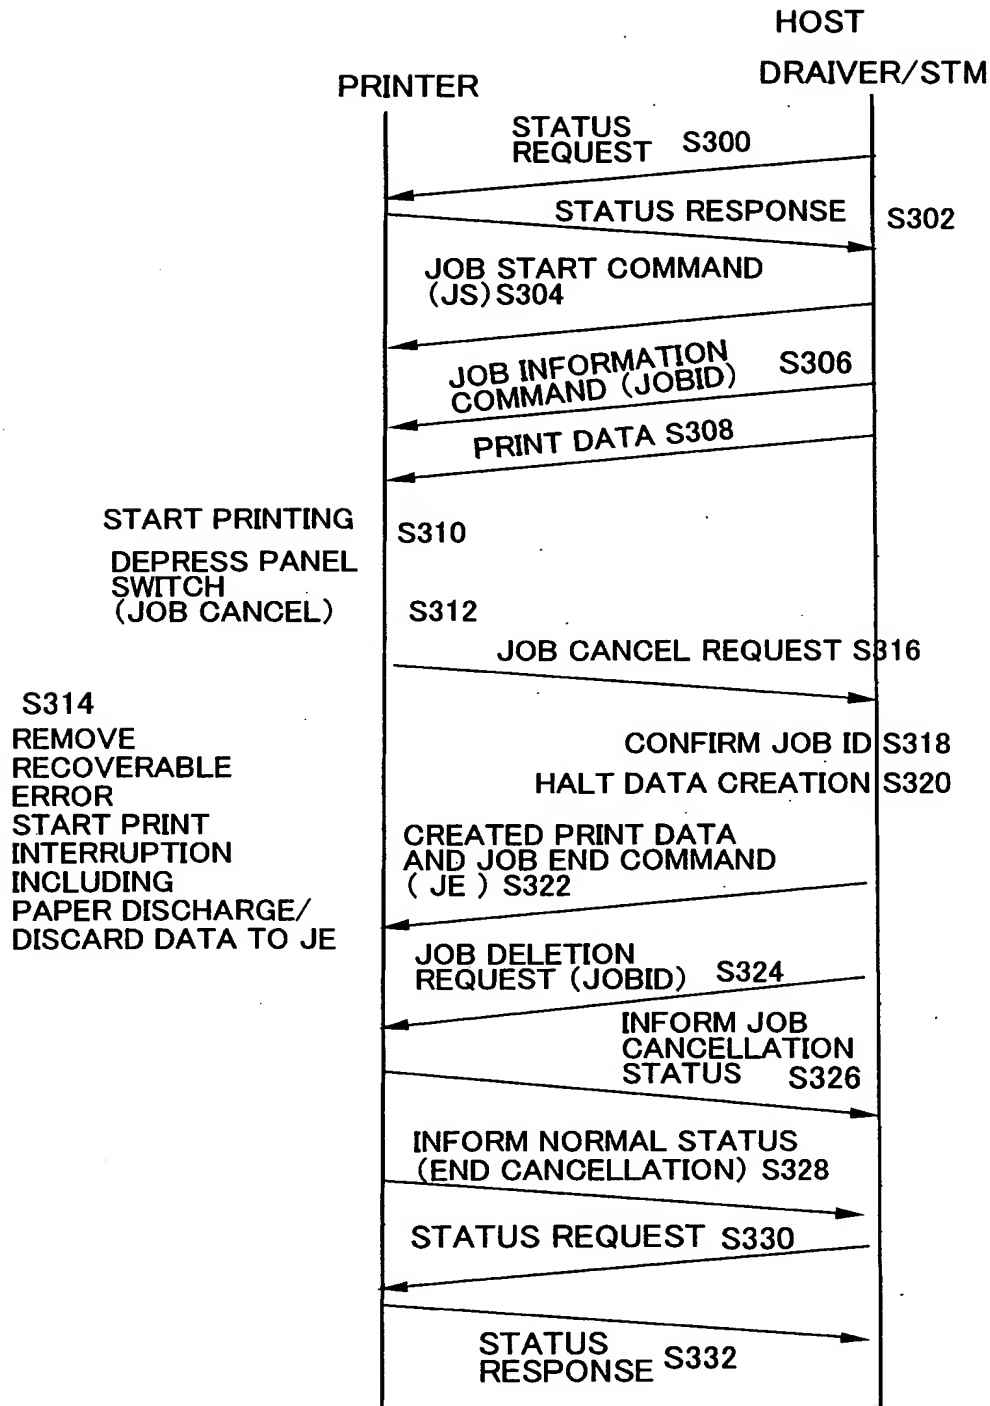 HOST
PRINTER
DRAIVER/STM
STATUS
REQUEST S300
STATUS RESPONSE S302
JOB START COMMAND
(JS)S304
JOB INFORMATION
COMMAND (JOBID) S306
PRINT DATA S308
START PRINTING S310
DEPRESS PANEL
SWITCH
(JOB CANCEL) S312
JOB CANCEL REQUEST S316
S314
REMOVE
RECOVERABLE
ERROR
START PRINT
INTERRUPTION
INCLUDING
PAPER DISCHARGE/
DISCARD DATA TO JE
CONFIRM JOB ID S318
HALT DATA CREATION S320
CREATED PRINT DATA
AND JOB END COMMAND
( JE ) S322
JOB DELETION
REQUEST (JOBID) S324
INFORM JOB
CANCELLATION
STATUS S326
INFORM NORMAL STATUS
(END CANCELLATION) S328
STATUS REQUEST S330
STATUS
RESPONSE S332